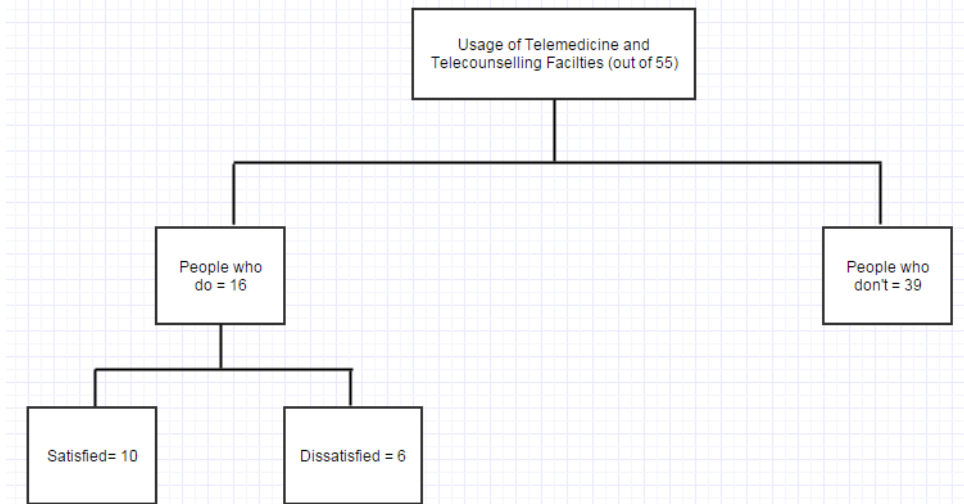 Usage of Telemedicine and
Telecounselling Facilties (out of 55)
People who
do = 16
People who
don't = 39
Satisfied= 10
Dissatisfied = 6